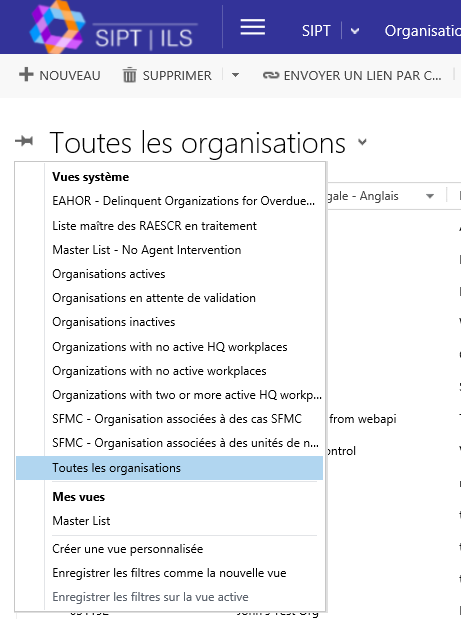 SIPT | ILS
SIPT
Organisatio
NOUVEAU
SUPPRIMER
ENVOYER UN LIEN PAR C...
Toutes les organisations
gale - Anglais
Vues système
EAHOR - Delinquent Organizations for Overdue...
Liste maître des RAESCR en traitement
Master List - No Agent Intervention
Organisations actives
Organisations en attente de validation
Organisations inactives
Organizations with no active HQ workplaces
Organizations with no active workplaces
Organizations with two or more active HQ workp...
SFMC - Organisation associées à des cas SFMC
from webapi
SFMC - Organisation associées à des unités de n...
ontrol
Toutes les organisations
Mes vues
Master List
Créer une vue personnalisée
Enregistrer les filtres comme la nouvelle vue
Enregistrer les filtres sur la vue active